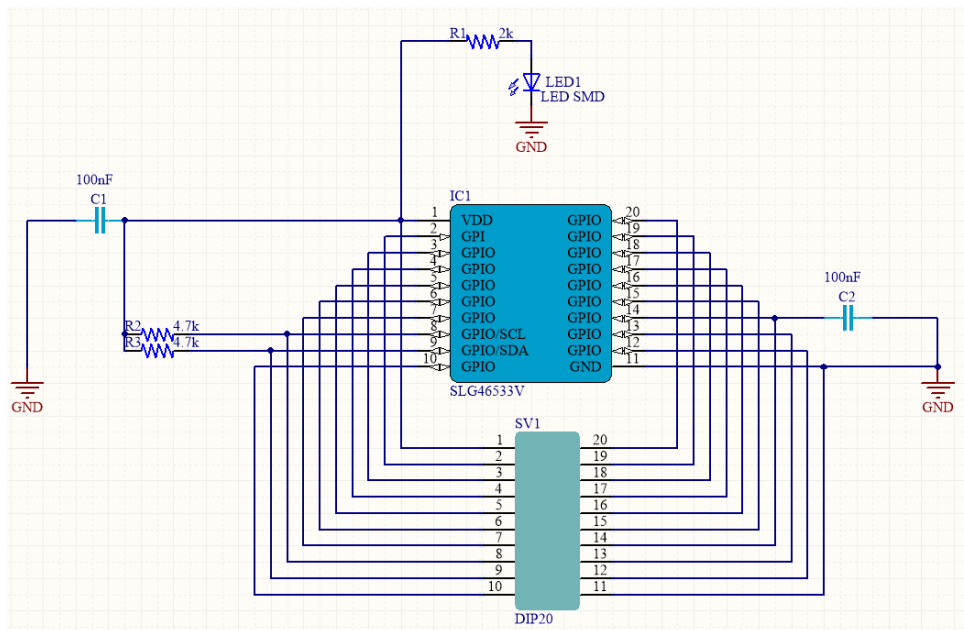 R1 2k
LED1
LED SMD
GND
100nF
C1
IC1
1 VDD GPIO 20
2 GPI GPIO 19
3 GPIO GPIO 18
4 GPIO GPIO 17
5 GPIO GPIO 16
6 GPIO GPIO 15
7 GPIO GPIO 14
8 GPIO/SCL GPIO 13
9 GPIO/SDA GPIO 12
10 GPIO GND 11
SLG46533V
R2 4.7k
R3 4.7k
GND
100nF
C2
GND
SV1
1 20
2 19
3 18
4 17
5 16
6 15
7 14
8 13
9 12
10 11
DIP20